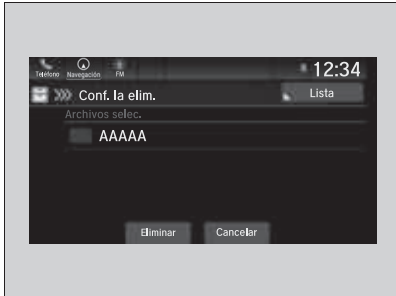 Teléfono Navegación FM 12:34
Conf. la elim. Lista
Archivos selec.
AAAAA
Eliminar Cancelar